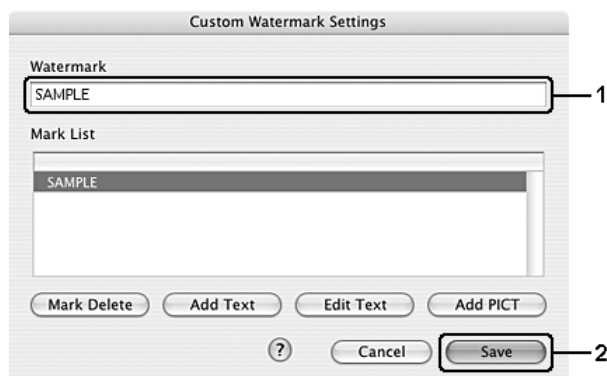 Custom Watermark Settings
Watermark
SAMPLE 1
Mark List
SAMPLE
Mark Delete Add Text Edit Text Add PICT
? Cancel Save 2